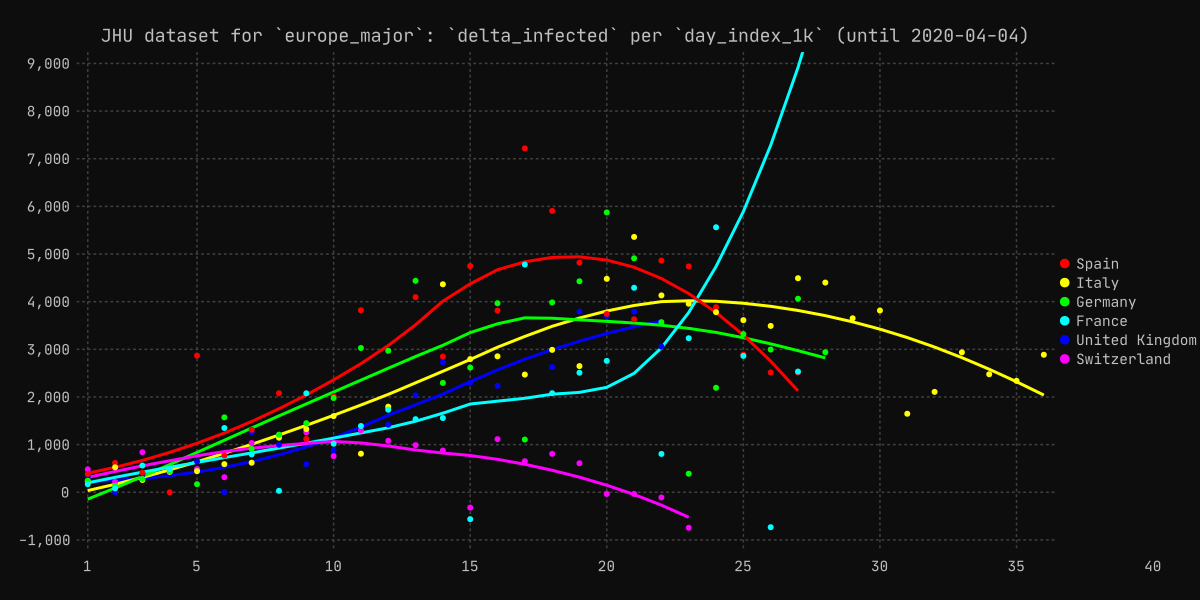 JHU dataset for `europe_major`: `delta_infected` per `day_index_1k` (until 2020-04-04)
9,000
8,000
7,000
6,000
5,000
4,000
3,000
2,000
1,000
0
-1,000
1 5 10 15 20 25 30 35 40
Spain
Italy
Germany
France
United Kingdom
Switzerland